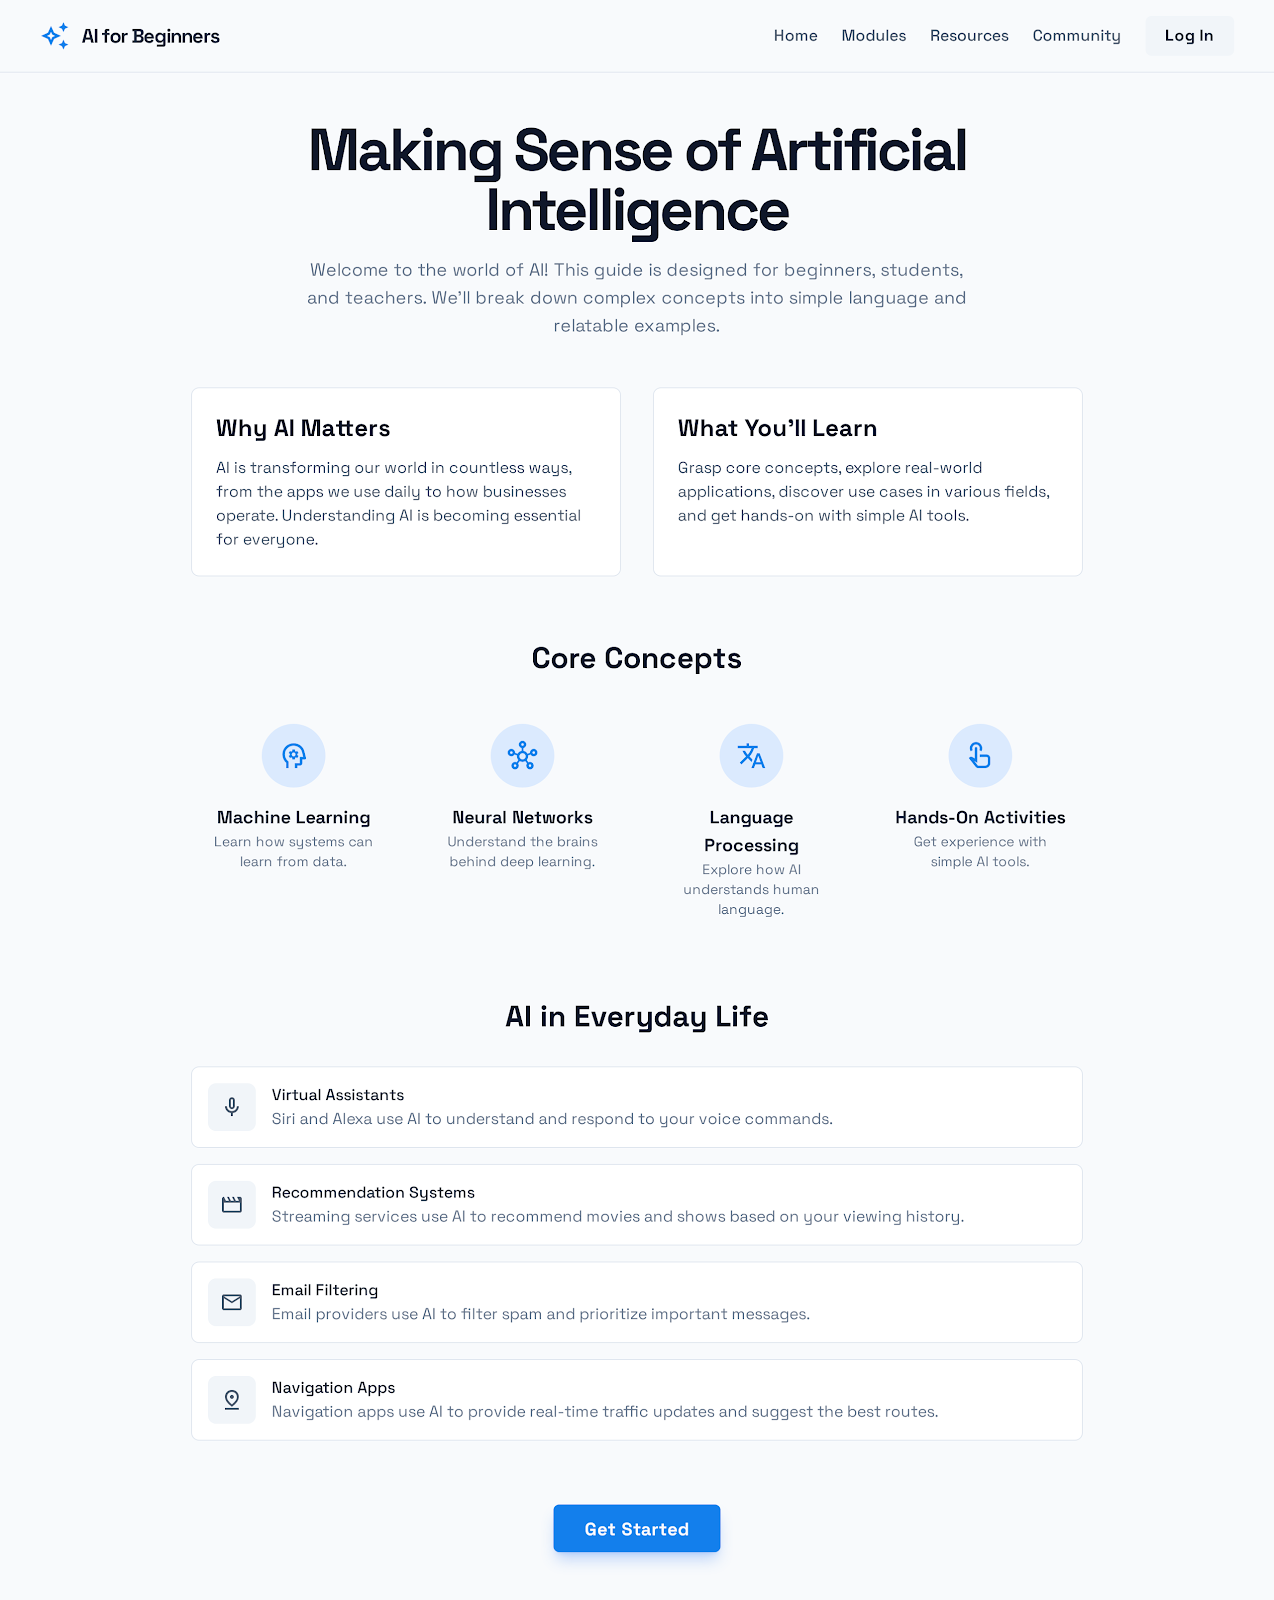 AI for Beginners
Home
Modules
Resources
Community
Log In
Making Sense of Artificial
Intelligence
Welcome to the world of AI! This guide is designed for beginners, students,
and teachers. We'll break down complex concepts into simple language and
relatable examples.
Why AI Matters
AI is transforming our world in countless ways,
from the apps we use daily to how businesses
operate. Understanding AI is becoming essential
for everyone.
What You'll Learn
Grasp core concepts, explore real-world
applications, discover use cases in various fields,
and get hands-on with simple AI tools.
Core Concepts
Machine Learning
Learn how systems can
learn from data.
Neural Networks
Understand the brains
behind deep learning.
Language
Processing
Explore how AI
understands human
language.
Hands-On Activities
Get experience with
simple AI tools.
AI in Everyday Life
Virtual Assistants
Siri and Alexa use AI to understand and respond to your voice commands.
Recommendation Systems
Streaming services use AI to recommend movies and shows based on your viewing history.
Email Filtering
Email providers use AI to filter spam and prioritize important messages.
Navigation Apps
Navigation apps use AI to provide real-time traffic updates and suggest the best routes.
Get Started